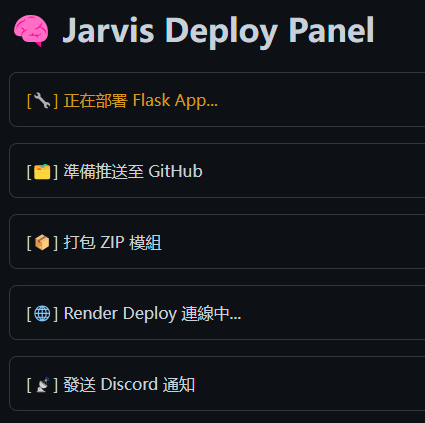 🧠 Jarvis Deploy Panel
[🔧] 正在部署 Flask App...
[🗂️] 準備推送至 GitHub
[📦] 打包 ZIP 模組
[🌐] Render Deploy 連線中...
[📡] 發送 Discord 通知